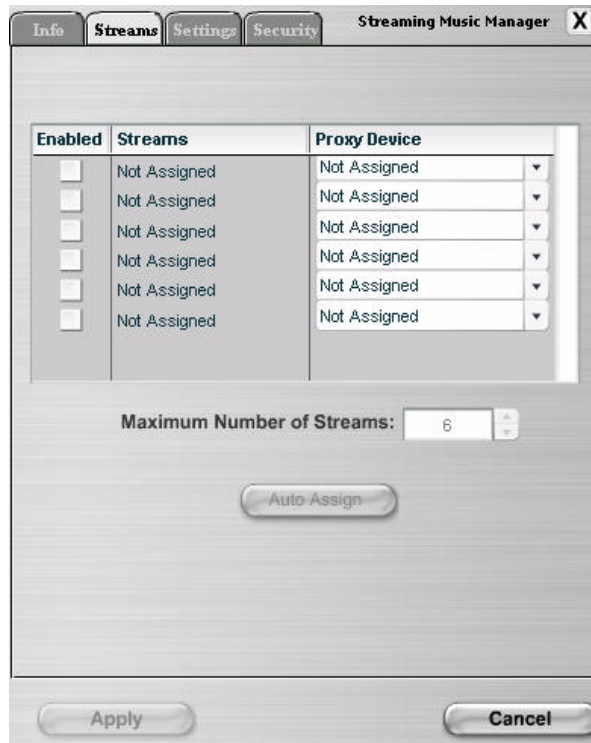 Info Streams Settings Security Streaming Music Manager X
Enabled Streams Proxy Device
Not Assigned Not Assigned
Not Assigned Not Assigned
Not Assigned Not Assigned
Not Assigned Not Assigned
Not Assigned Not Assigned
Not Assigned Not Assigned
Maximum Number of Streams: 6
Auto Assign
Apply Cancel